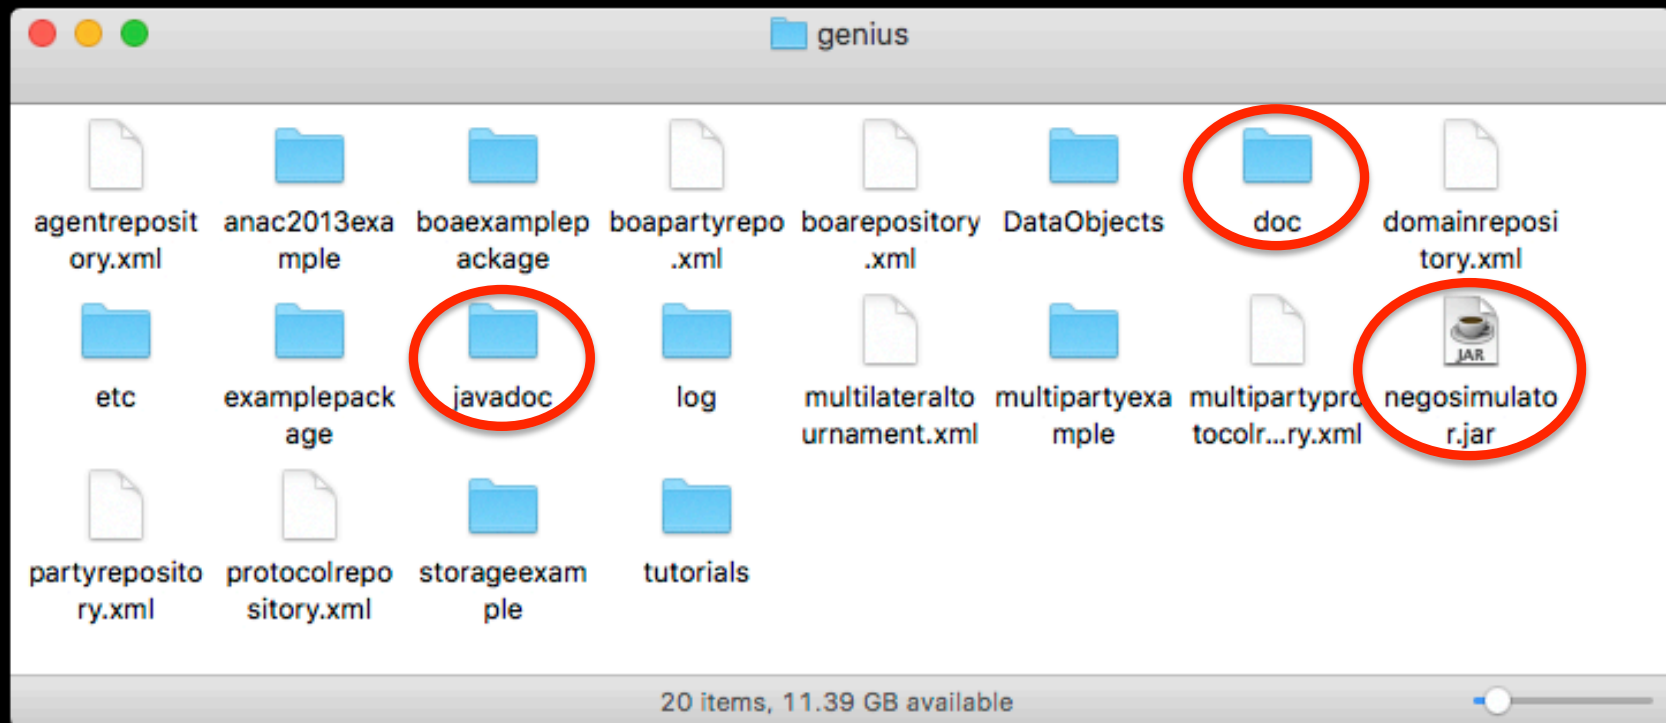 genius
agentreposit anac2013exa boaexamplep boapartyrepo boarepository DataObjects doc domainreposi
ory.xml mple ackage .xml .xml tory.xml
JAR
etc examplepack javadoc log multilateralto multipartyexa multipartypro negosimulato
age urnament.xml mple tocolr...ry.xml r.jar
partyreposito protocolrepo storageexam tutorials
ry.xml sitory.xml ple
20 items, 11.39 GB available